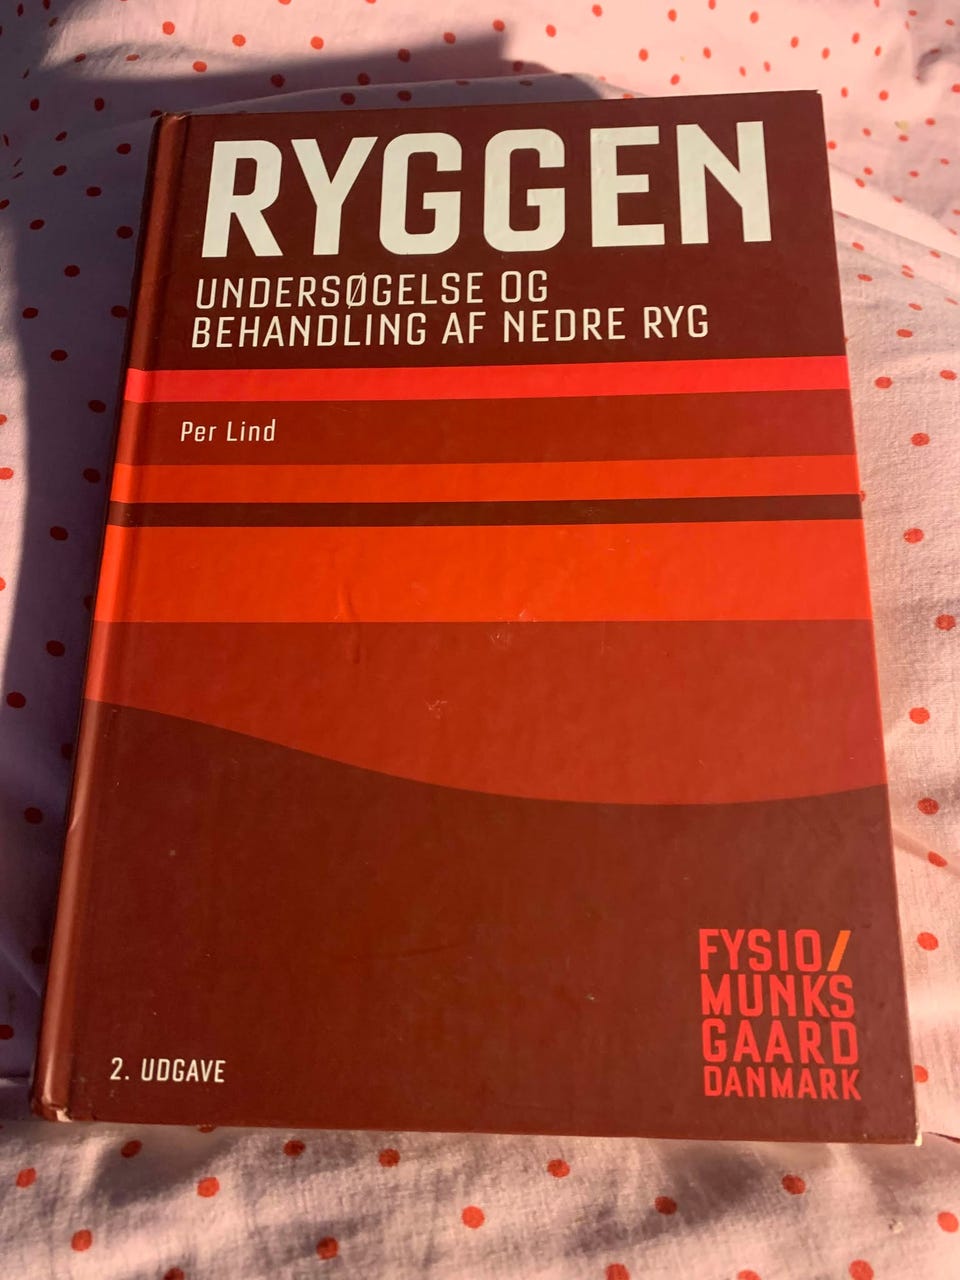 RYGGEN
UNDERSØGELSE OG
BEHANDLING AF NEDRE RYG
Per Lind
2. UDGAVE
FYSIO/
MUNKS
GAARD
DANMARK